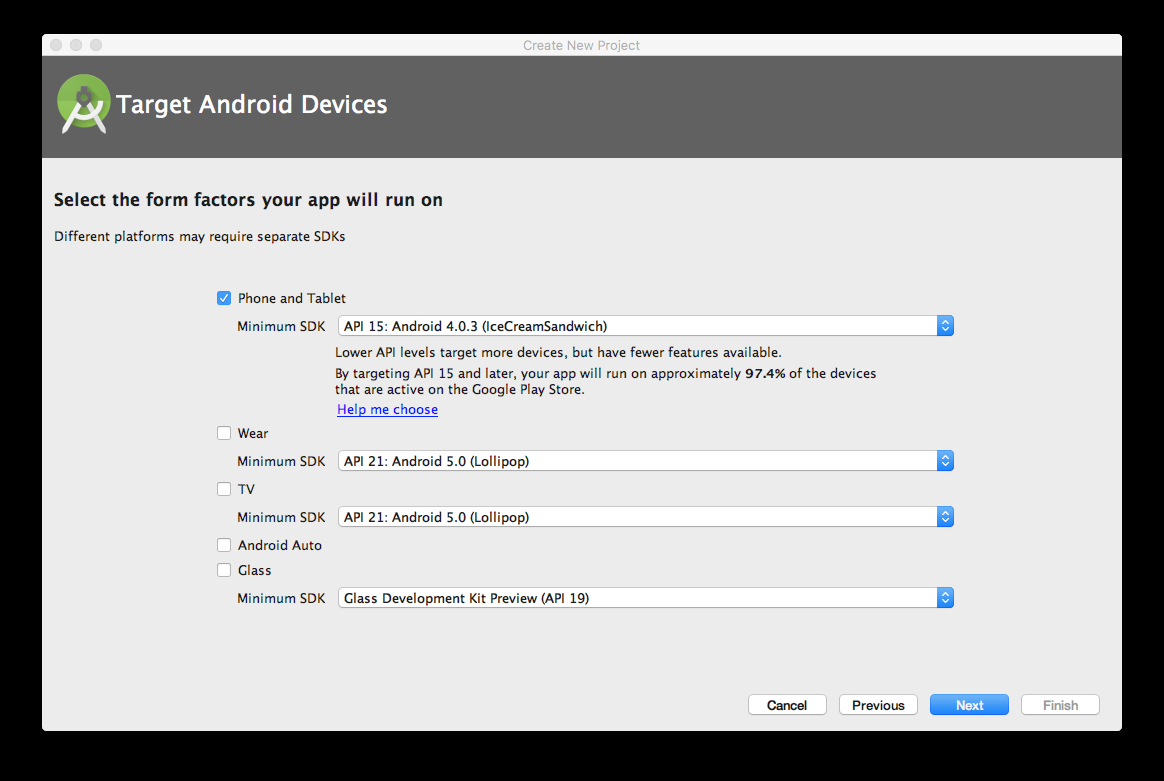 Create New Project
Target Android Devices
Select the form factors your app will run on
Different platforms may require separate SDKs
Phone and Tablet
Minimum SDK API 15: Android 4.0.3 (IceCreamSandwich)
Lower API levels target more devices, but have fewer features available.
By targeting API 15 and later, your app will run on approximately 97.4% of the devices
that are active on the Google Play Store.
Help me choose
Wear
Minimum SDK API 21: Android 5.0 (Lollipop)
TV
Minimum SDK API 21: Android 5.0 (Lollipop)
Android Auto
Glass
Minimum SDK Glass Development Kit Preview (API 19)
Cancel Previous Next Finish